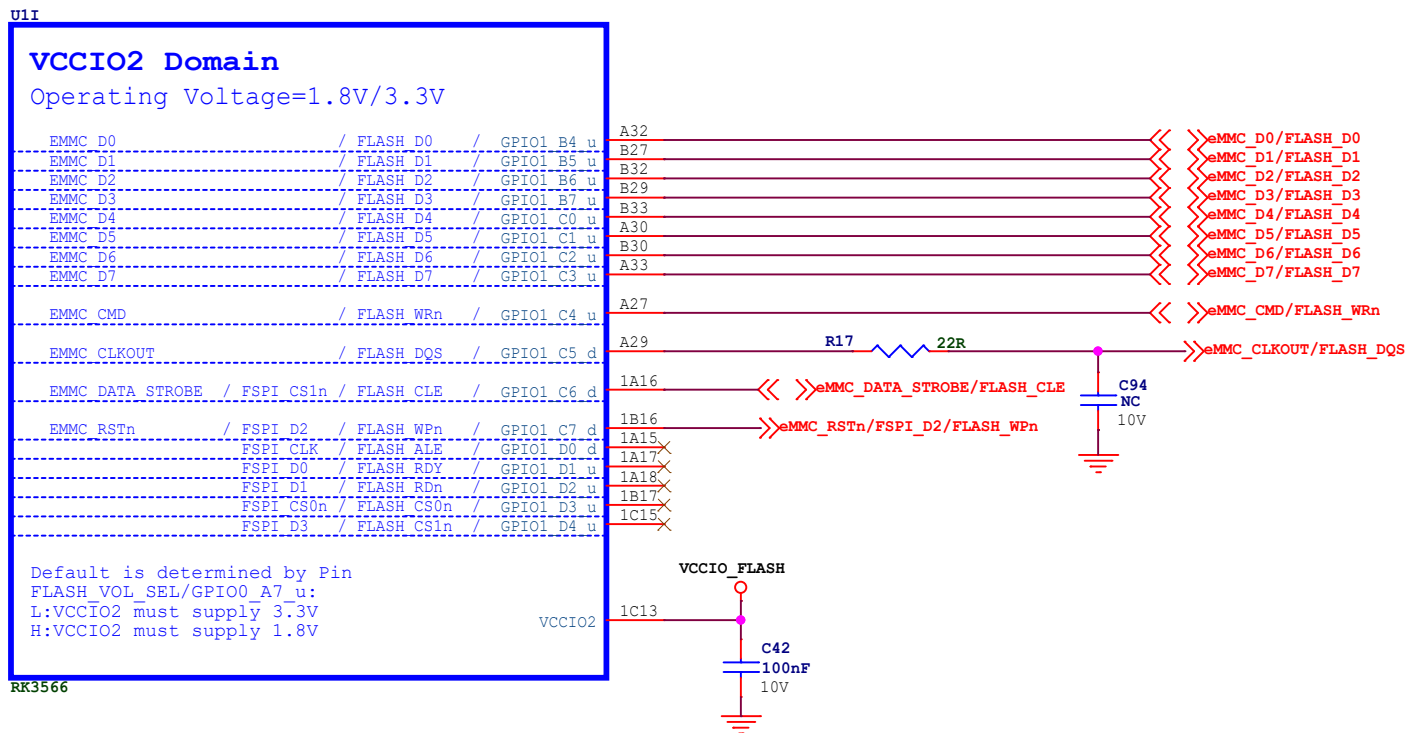 U1I
VCCIO2 Domain
Operating Voltage=1.8V/3.3V
EMMC_D0 / FLASH_D0 / GPIO1_B4_u A32 eMMC_D0/FLASH_D0
EMMC_D1 / FLASH_D1 / GPIO1_B5_u B27 eMMC_D1/FLASH_D1
EMMC_D2 / FLASH_D2 / GPIO1_B6_u B32 eMMC_D2/FLASH_D2
EMMC_D3 / FLASH_D3 / GPIO1_B7_u B29 eMMC_D3/FLASH_D3
EMMC_D4 / FLASH_D4 / GPIO1_C0_u B33 eMMC_D4/FLASH_D4
EMMC_D5 / FLASH_D5 / GPIO1_C1_u A30 eMMC_D5/FLASH_D5
EMMC_D6 / FLASH_D6 / GPIO1_C2_u B30 eMMC_D6/FLASH_D6
EMMC_D7 / FLASH_D7 / GPIO1_C3_u A33 eMMC_D7/FLASH_D7
EMMC_CMD / FLASH_WRn / GPIO1_C4_u A27 eMMC_CMD/FLASH_WRn
EMMC_CLKOUT / FLASH_DQS / GPIO1_C5_d A29 R17 22R eMMC_CLKOUT/FLASH_DQS
EMMC_DATA_STROBE / FSPI_CS1n / FLASH_CLE / GPIO1_C6_d 1A16 eMMC_DATA_STROBE/FLASH_CLE
C94
NC
10V
EMMC_RSTn / FSPI_D2 / FLASH_WPn / GPIO1_C7_d 1B16 eMMC_RSTn/FSPI_D2/FLASH_WPn
FSPI_CLK / FLASH_ALE / GPIO1_D0_d 1A15
FSPI_D0 / FLASH_RDY / GPIO1_D1_u 1A17
FSPI_D1 / FLASH_RDn / GPIO1_D2_u 1A18
FSPI_CS0n / FLASH_CS0n / GPIO1_D3_u 1B17
FSPI_D3 / FLASH_CS1n / GPIO1_D4_u 1C15
Default is determined by Pin
FLASH_VOL_SEL/GPIO0_A7_u:
L:VCCIO2 must supply 3.3V
H:VCCIO2 must supply 1.8V
VCCIO_FLASH
VCCIO2 1C13
C42
100nF
10V
RK3566